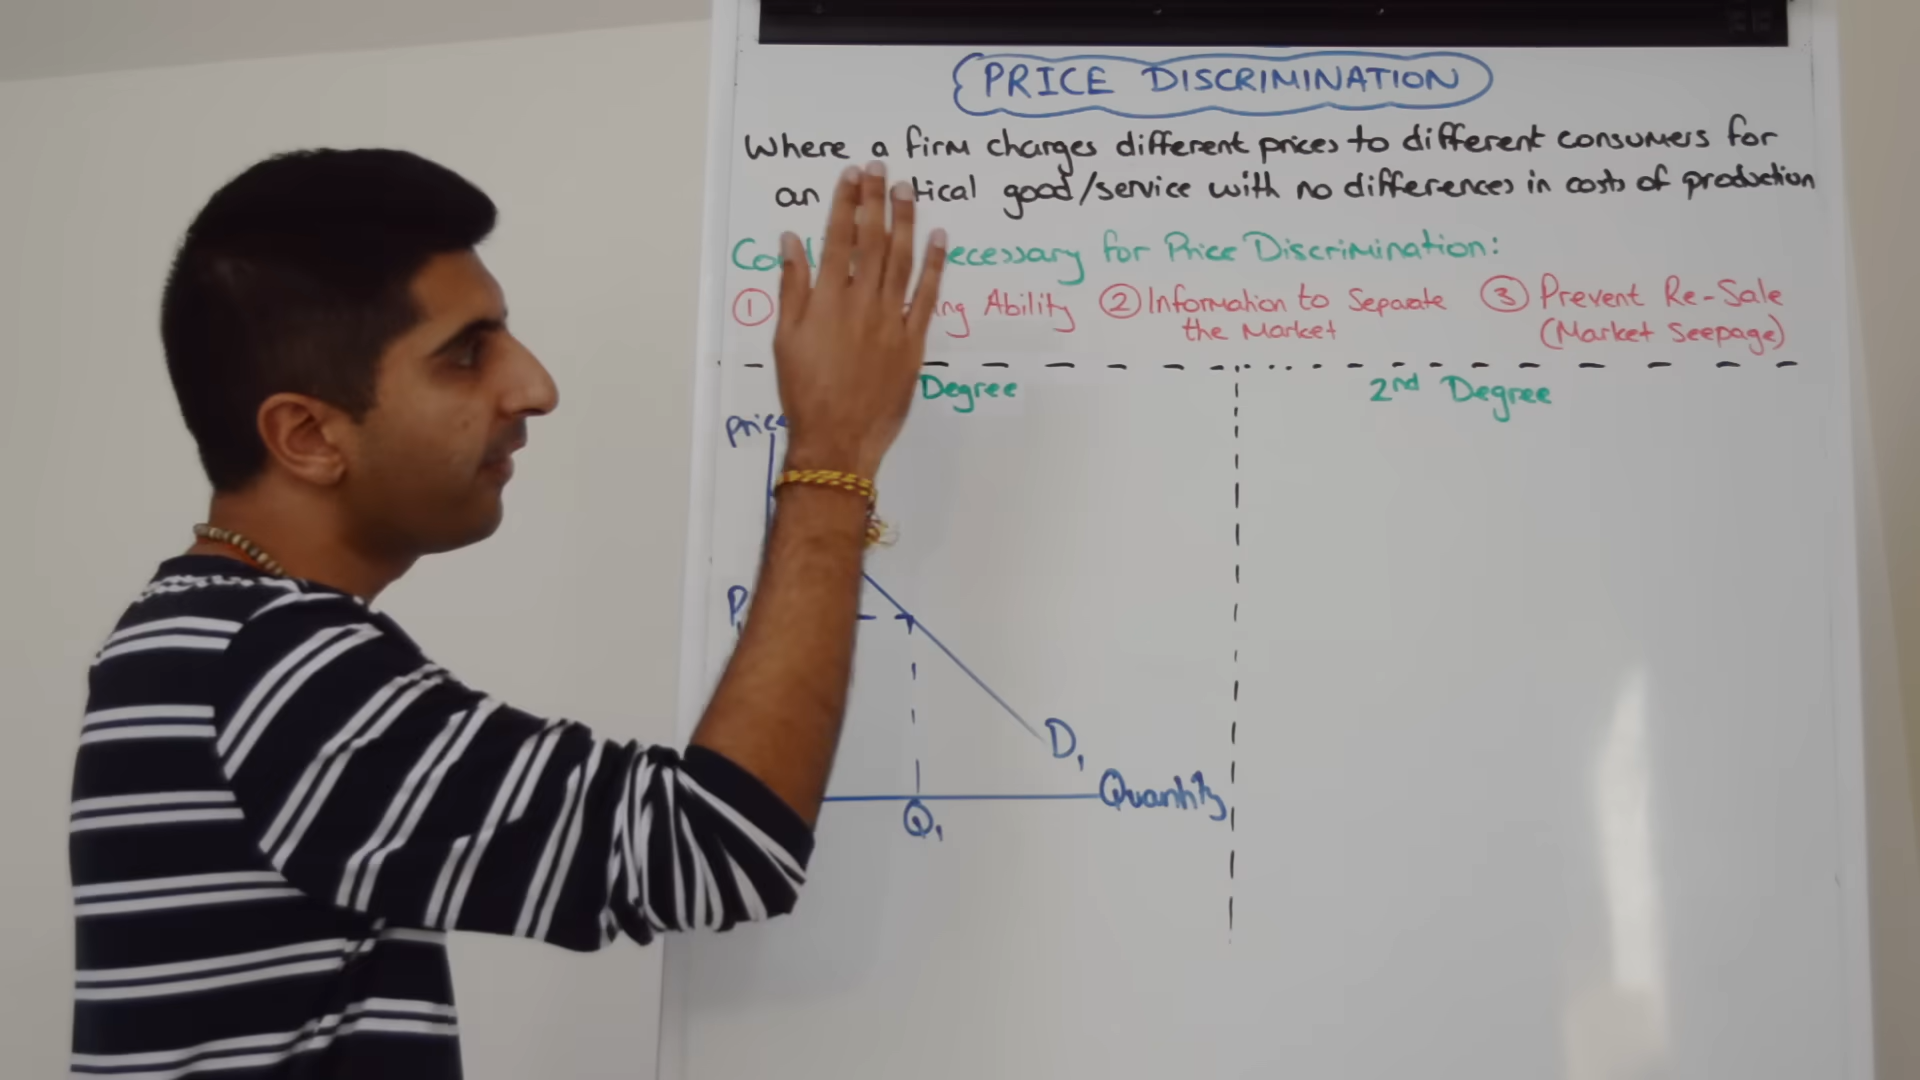 PRICE DISCRIMINATION
Where a firm charges different prices to different consumers for
an tical good/service with no differences in costs of production
ecessary for Price Discrimination:
① ing Ability ② Information to Separate the Market ③ Prevent Re-Sale (Market Seepage)
Degree
2nd Degree
Price
P1
D1
Quantity
Q1